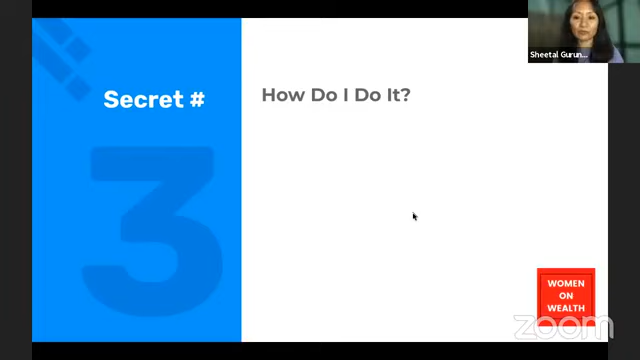 Sheetal Gurun...
Secret #
How Do I Do It?
3
WOMEN
ON
WEALTH
zoom